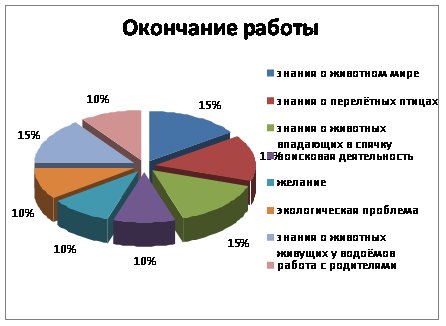 Окончание работы
10%
15%
15%
15%
10%
10%
10%
15%
знания о животном мире
знания о перелётных птицах
знания о животных
впадающих в спячку
поисковая деятельность
желание
экологическая проблема
знания о животных
живущих у водоёмов
работа с родителями